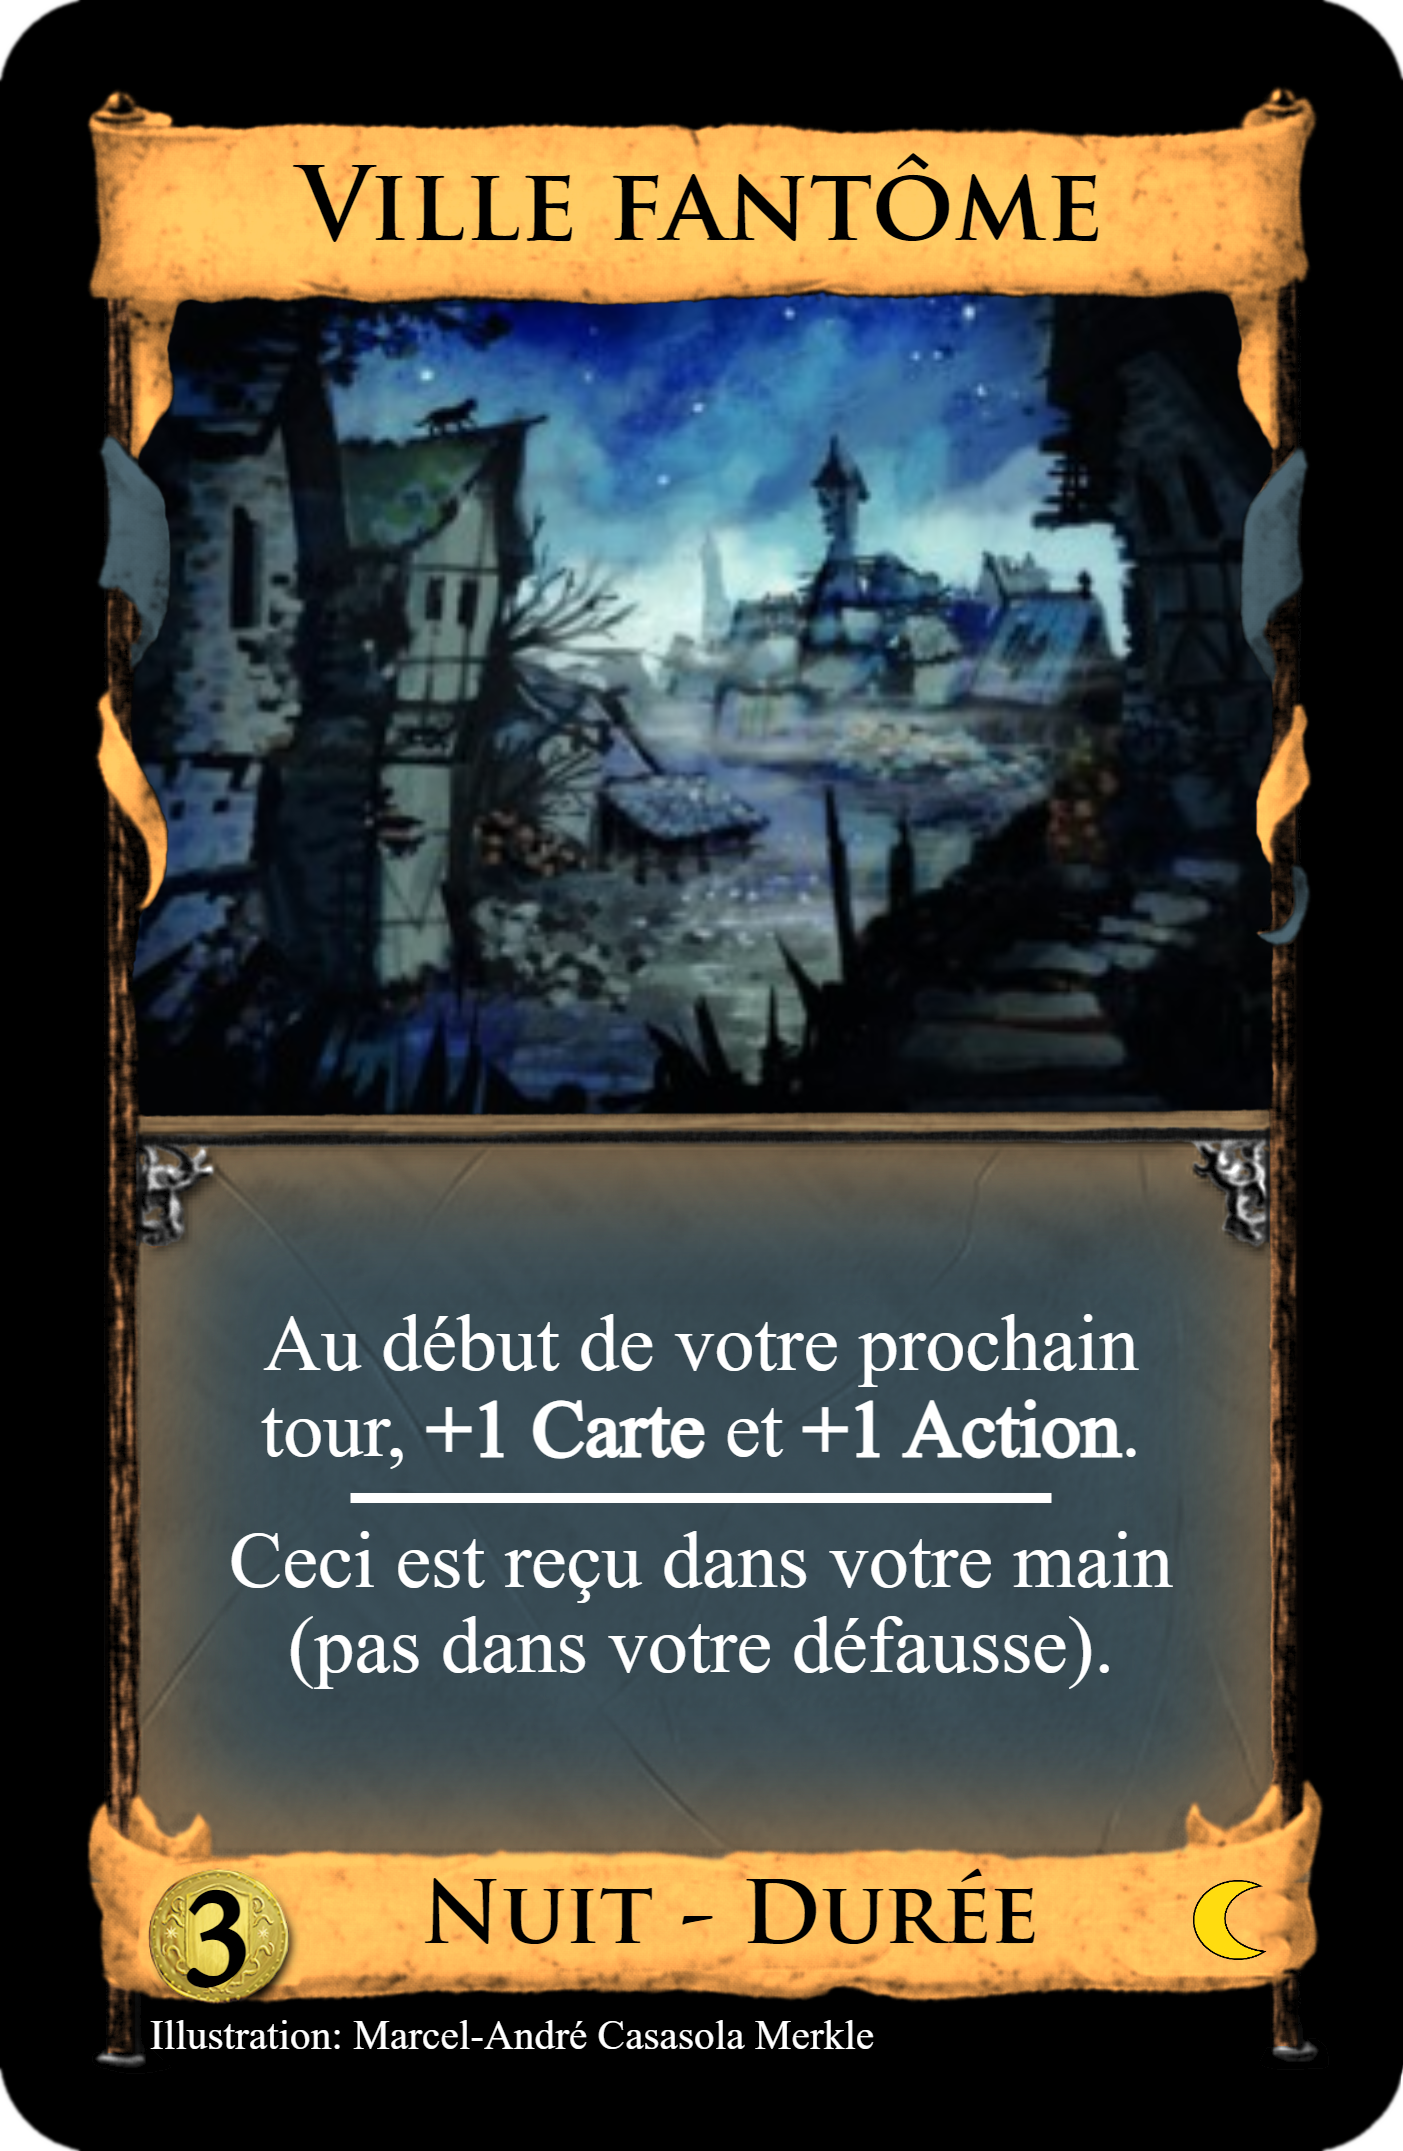 Ville fantôme
Au début de votre prochain
tour, +1 Carte et +1 Action.
Ceci est reçu dans votre main
(pas dans votre défausse).
3
Nuit - Durée
Illustration: Marcel-André Casasola Merkle